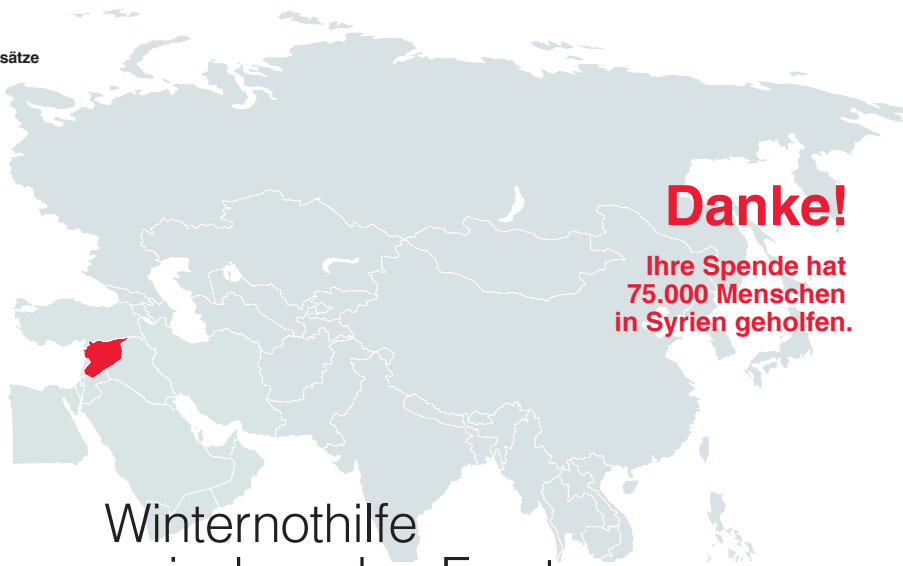 sätze
Danke!
Ihre Spende hat
75.000 Menschen
in Syrien geholfen.
Winternothilfe